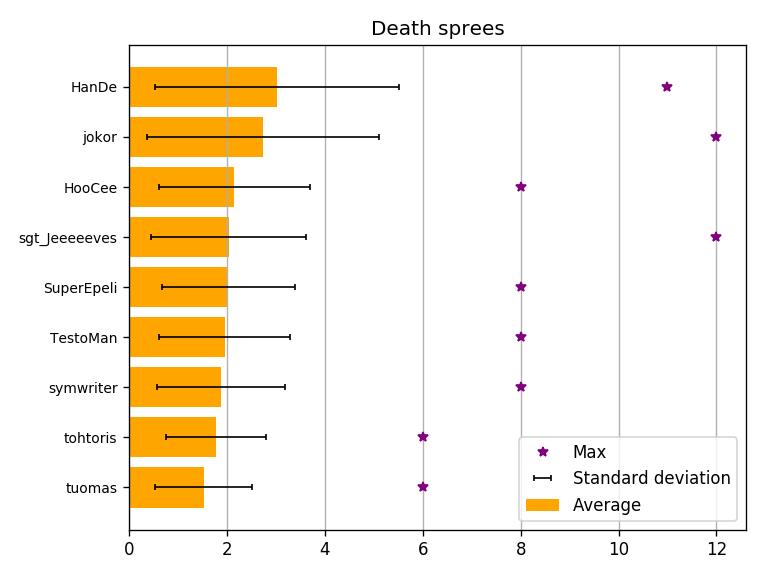 Death sprees
HanDe
jokor
HooCee
sgt_Jeeeeeves
SuperEpeli
TestoMan
symwriter
tohtoris
tuomas
Max
Standard deviation
Average
0 2 4 6 8 10 12